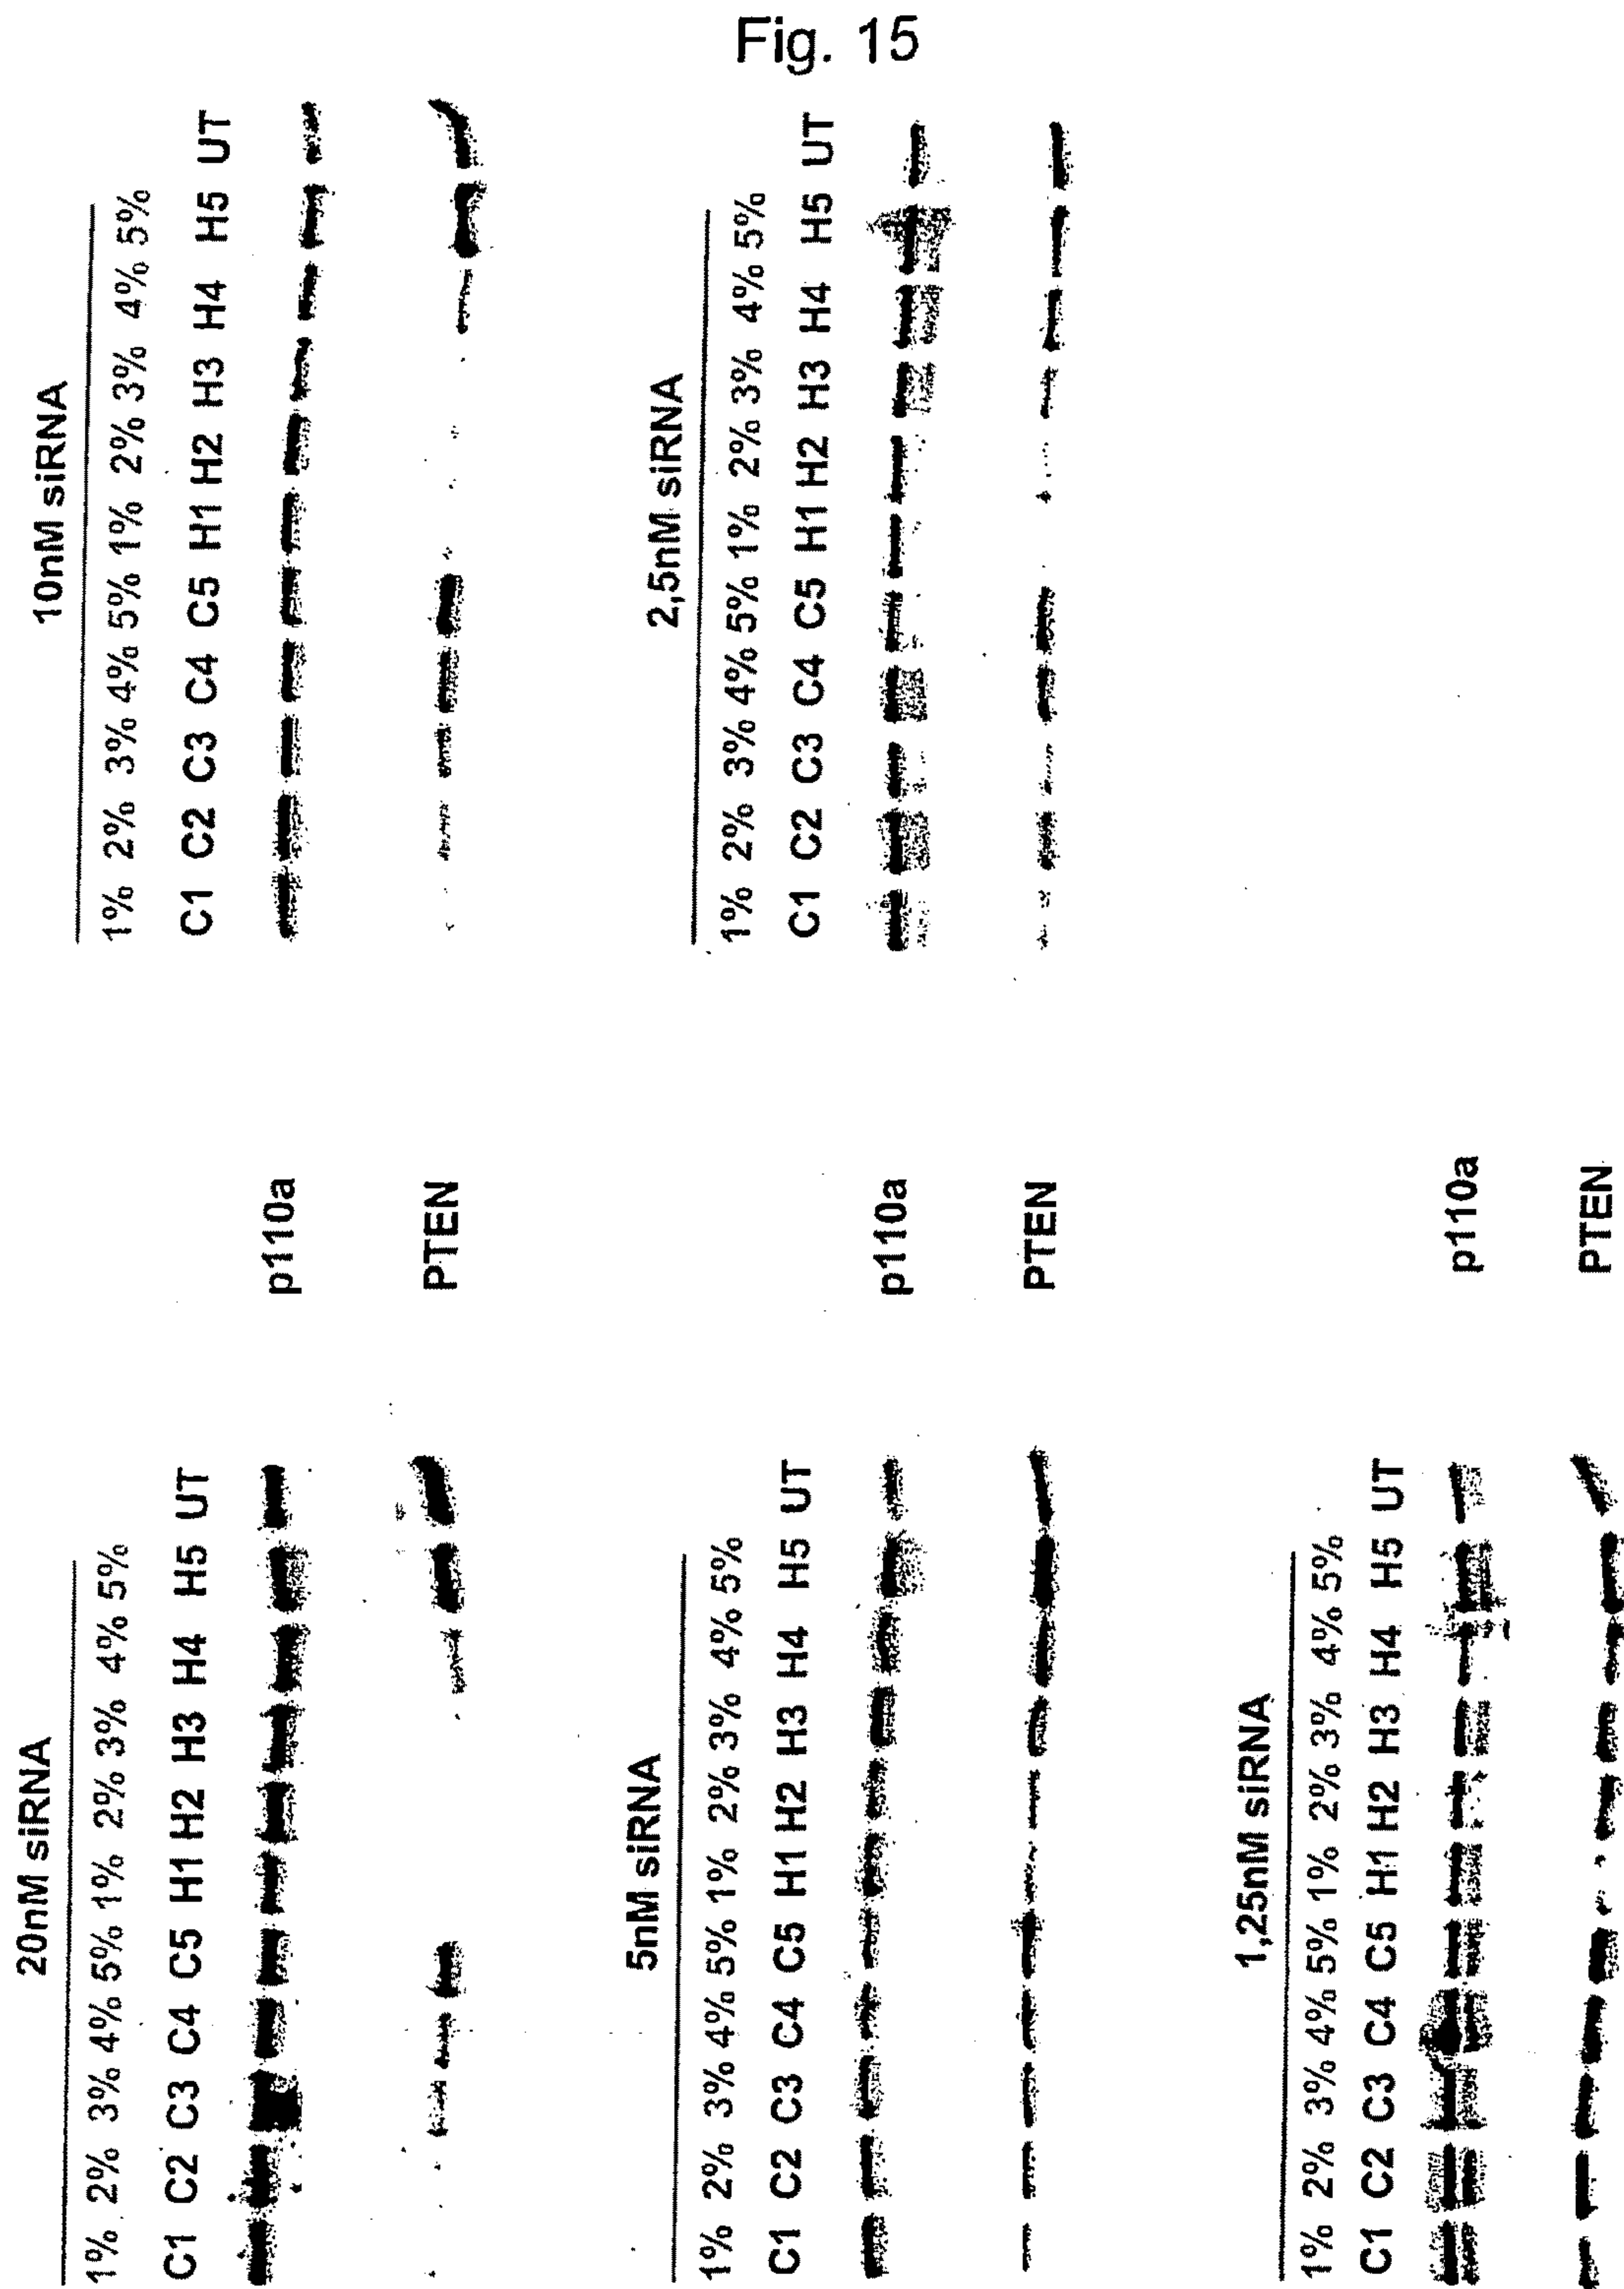 Fig. 15
20nM siRNA
1% 2% 3% 4% 5% 1% 2% 3% 4% 5%
C1 C2 C3 C4 C5 H1 H2 H3 H4 H5 UT
p110a
PTEN
10nM siRNA
1% 2% 3% 4% 5% 1% 2% 3% 4% 5%
C1 C2 C3 C4 C5 H1 H2 H3 H4 H5 UT
5nM siRNA
1% 2% 3% 4% 5% 1% 2% 3% 4% 5%
C1 C2 C3 C4 C5 H1 H2 H3 H4 H5 UT
p110a
PTEN
2,5nM siRNA
1% 2% 3% 4% 5% 1% 2% 3% 4% 5%
C1 C2 C3 C4 C5 H1 H2 H3 H4 H5 UT
1,25nM siRNA
1% 2% 3% 4% 5% 1% 2% 3% 4% 5%
C1 C2 C3 C4 C5 H1 H2 H3 H4 H5 UT
p110a
PTEN